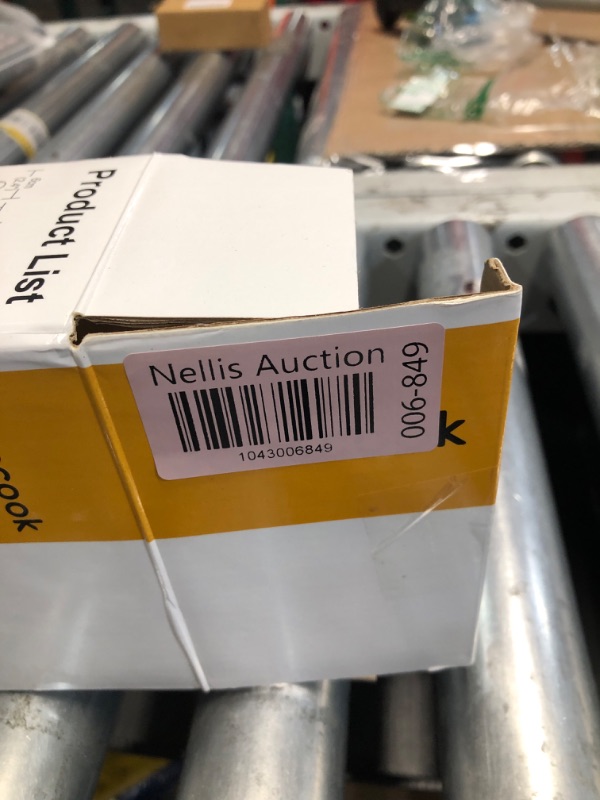 Product List
Nellis Auction
1043006849
006-849
k
cook